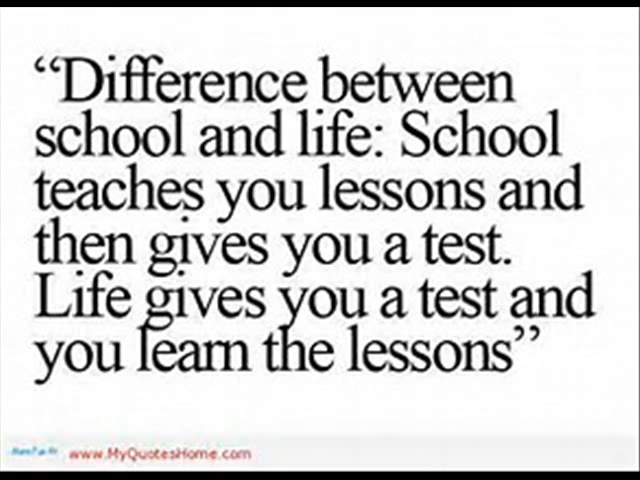 “Difference between
school and life: School
teaches you lessons and
then gives you a test.
Life gives you a test and
you learn the lessons”
www.MyQuotesHome.com